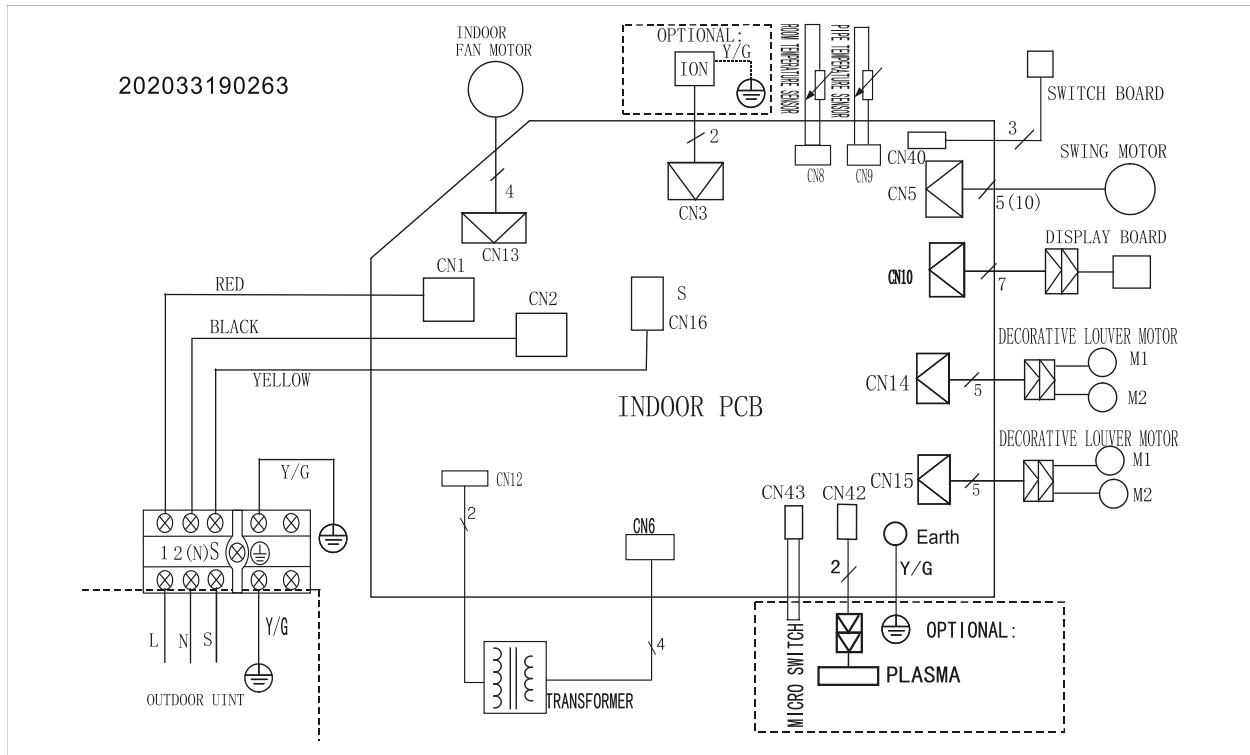 202033190263
INDOOR
FAN MOTOR
4
CN13
OPTIONAL:
Y/G
ION
2
CN3
ROOM TEMPERATURE SENSOR
CN8
PIPE TEMPERATURE SENSOR
CN9
SWITCH BOARD
3
CN40
SWING MOTOR
CN5
5(10)
DISPLAY BOARD
CN10
7
RED
CN1
BLACK
CN2
S
CN16
YELLOW
DECORATIVE LOUVER MOTOR
M1
CN14
5
M2
INDOOR PCB
DECORATIVE LOUVER MOTOR
M1
CN15
5
M2
Y/G
CN12
2
CN6
4
CN43
CN42
Earth
2
Y/G
1 2(N)S
L
N
S
Y/G
OUTDOOR UINT
TRANSFORMER
MICRO SWITCH
OPTIONAL:
PLASMA